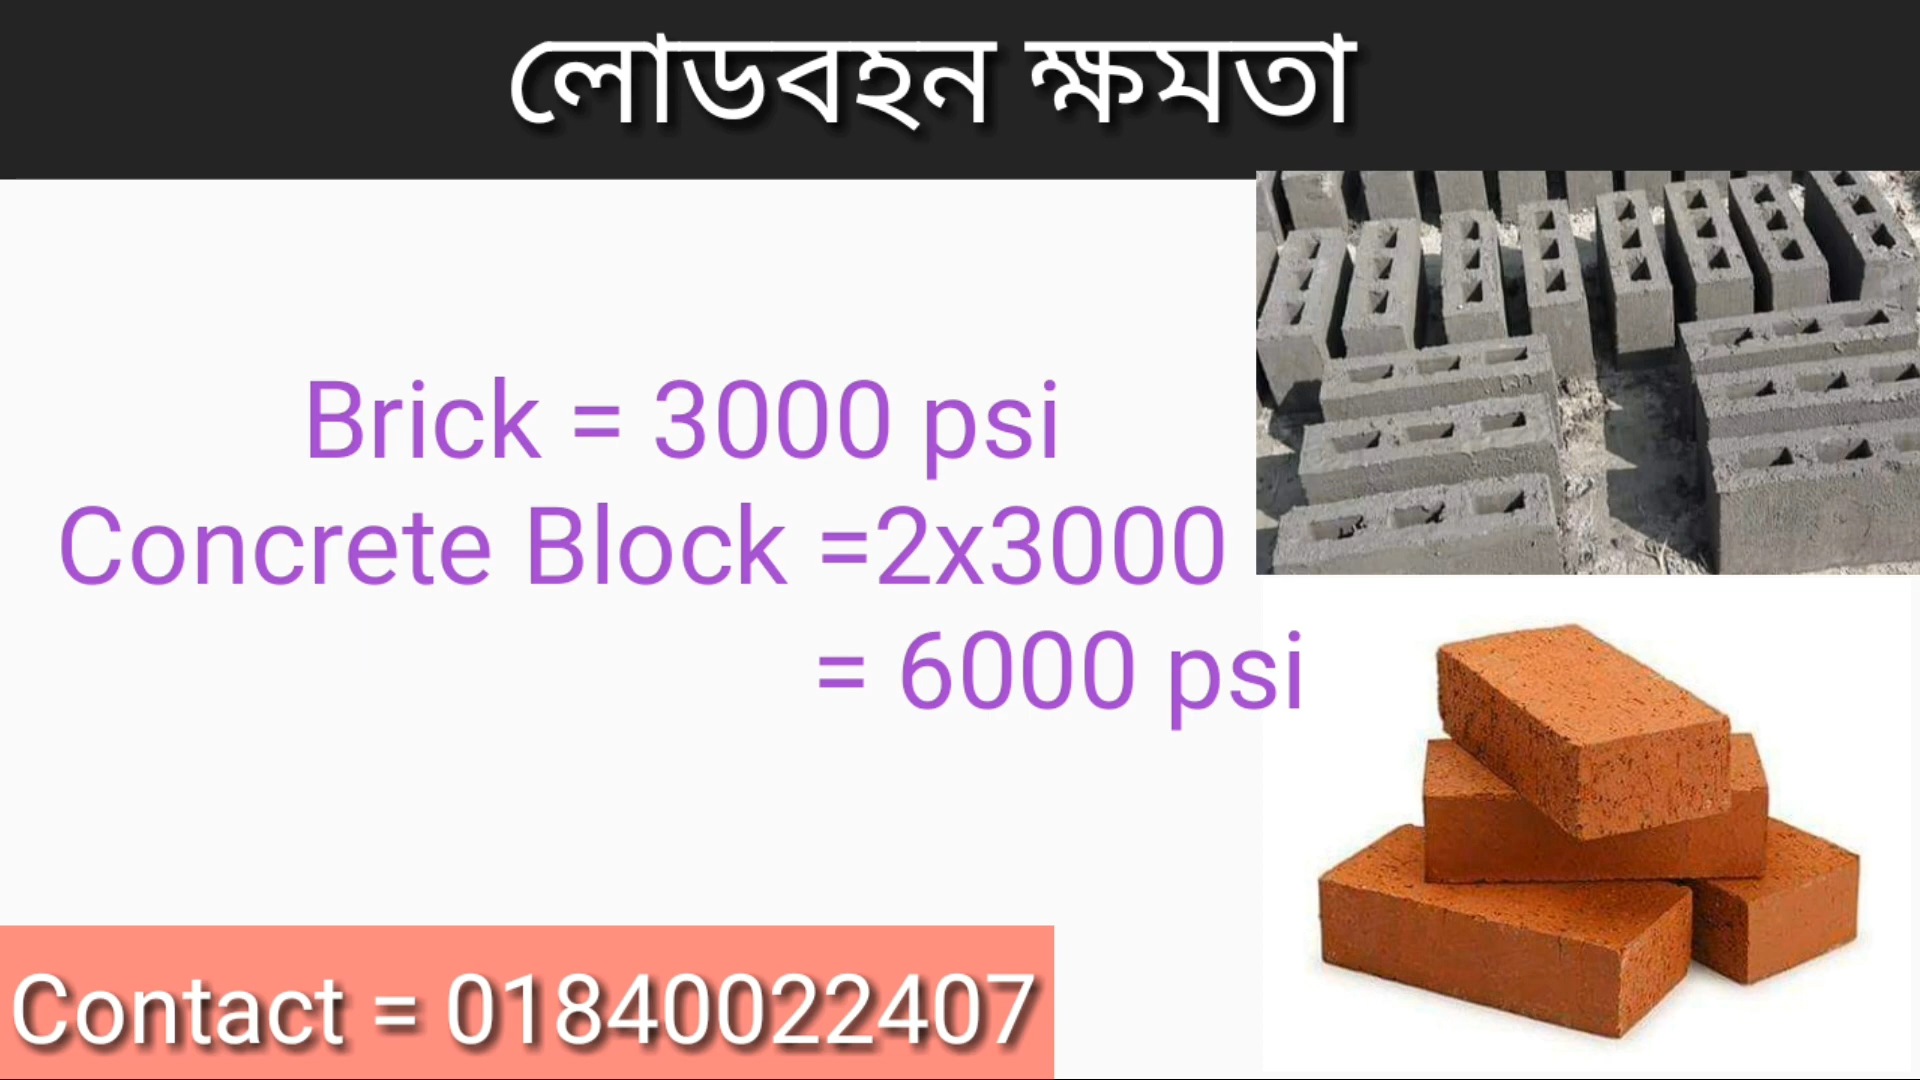 লোডবহন ক্ষমতা
Brick = 3000 psi
Concrete Block =2x3000
= 6000 psi
Contact = 01840022407